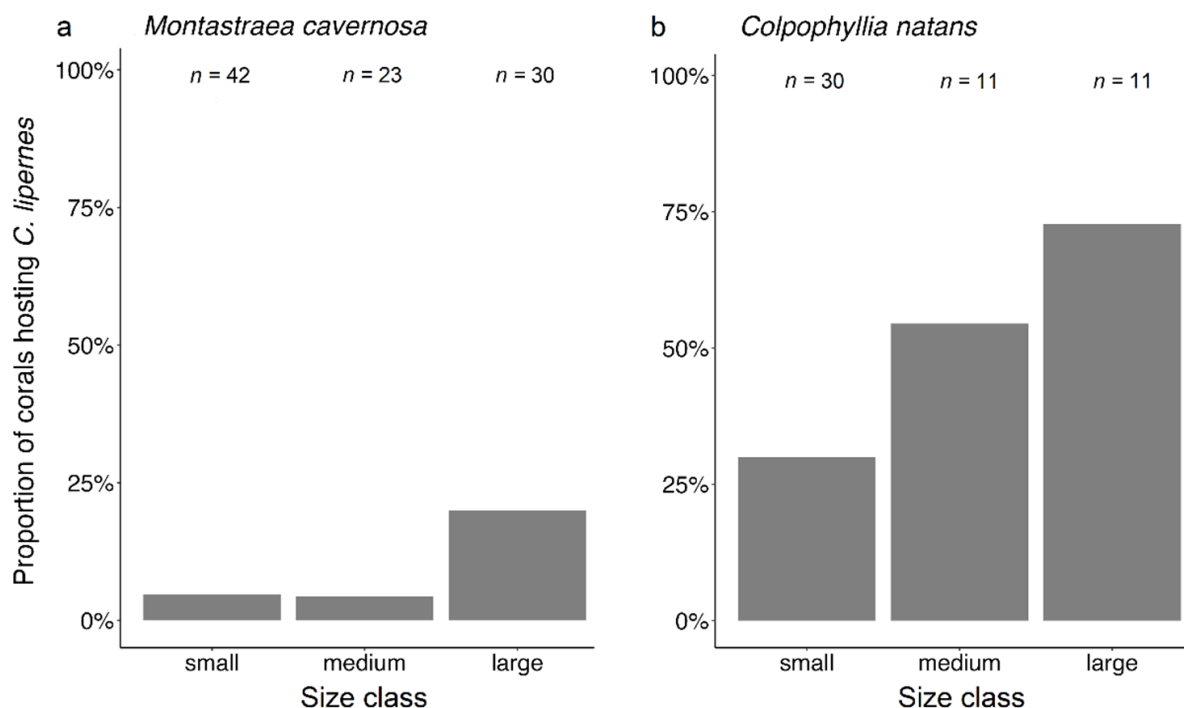 a Montastraea cavernosa
n = 42 n = 23 n = 30
100%
75%
50%
25%
0%
small medium large
Size class
Proportion of corals hosting C. lipernes
b Colpophyllia natans
n = 30 n = 11 n = 11
100%
75%
50%
25%
0%
small medium large
Size class